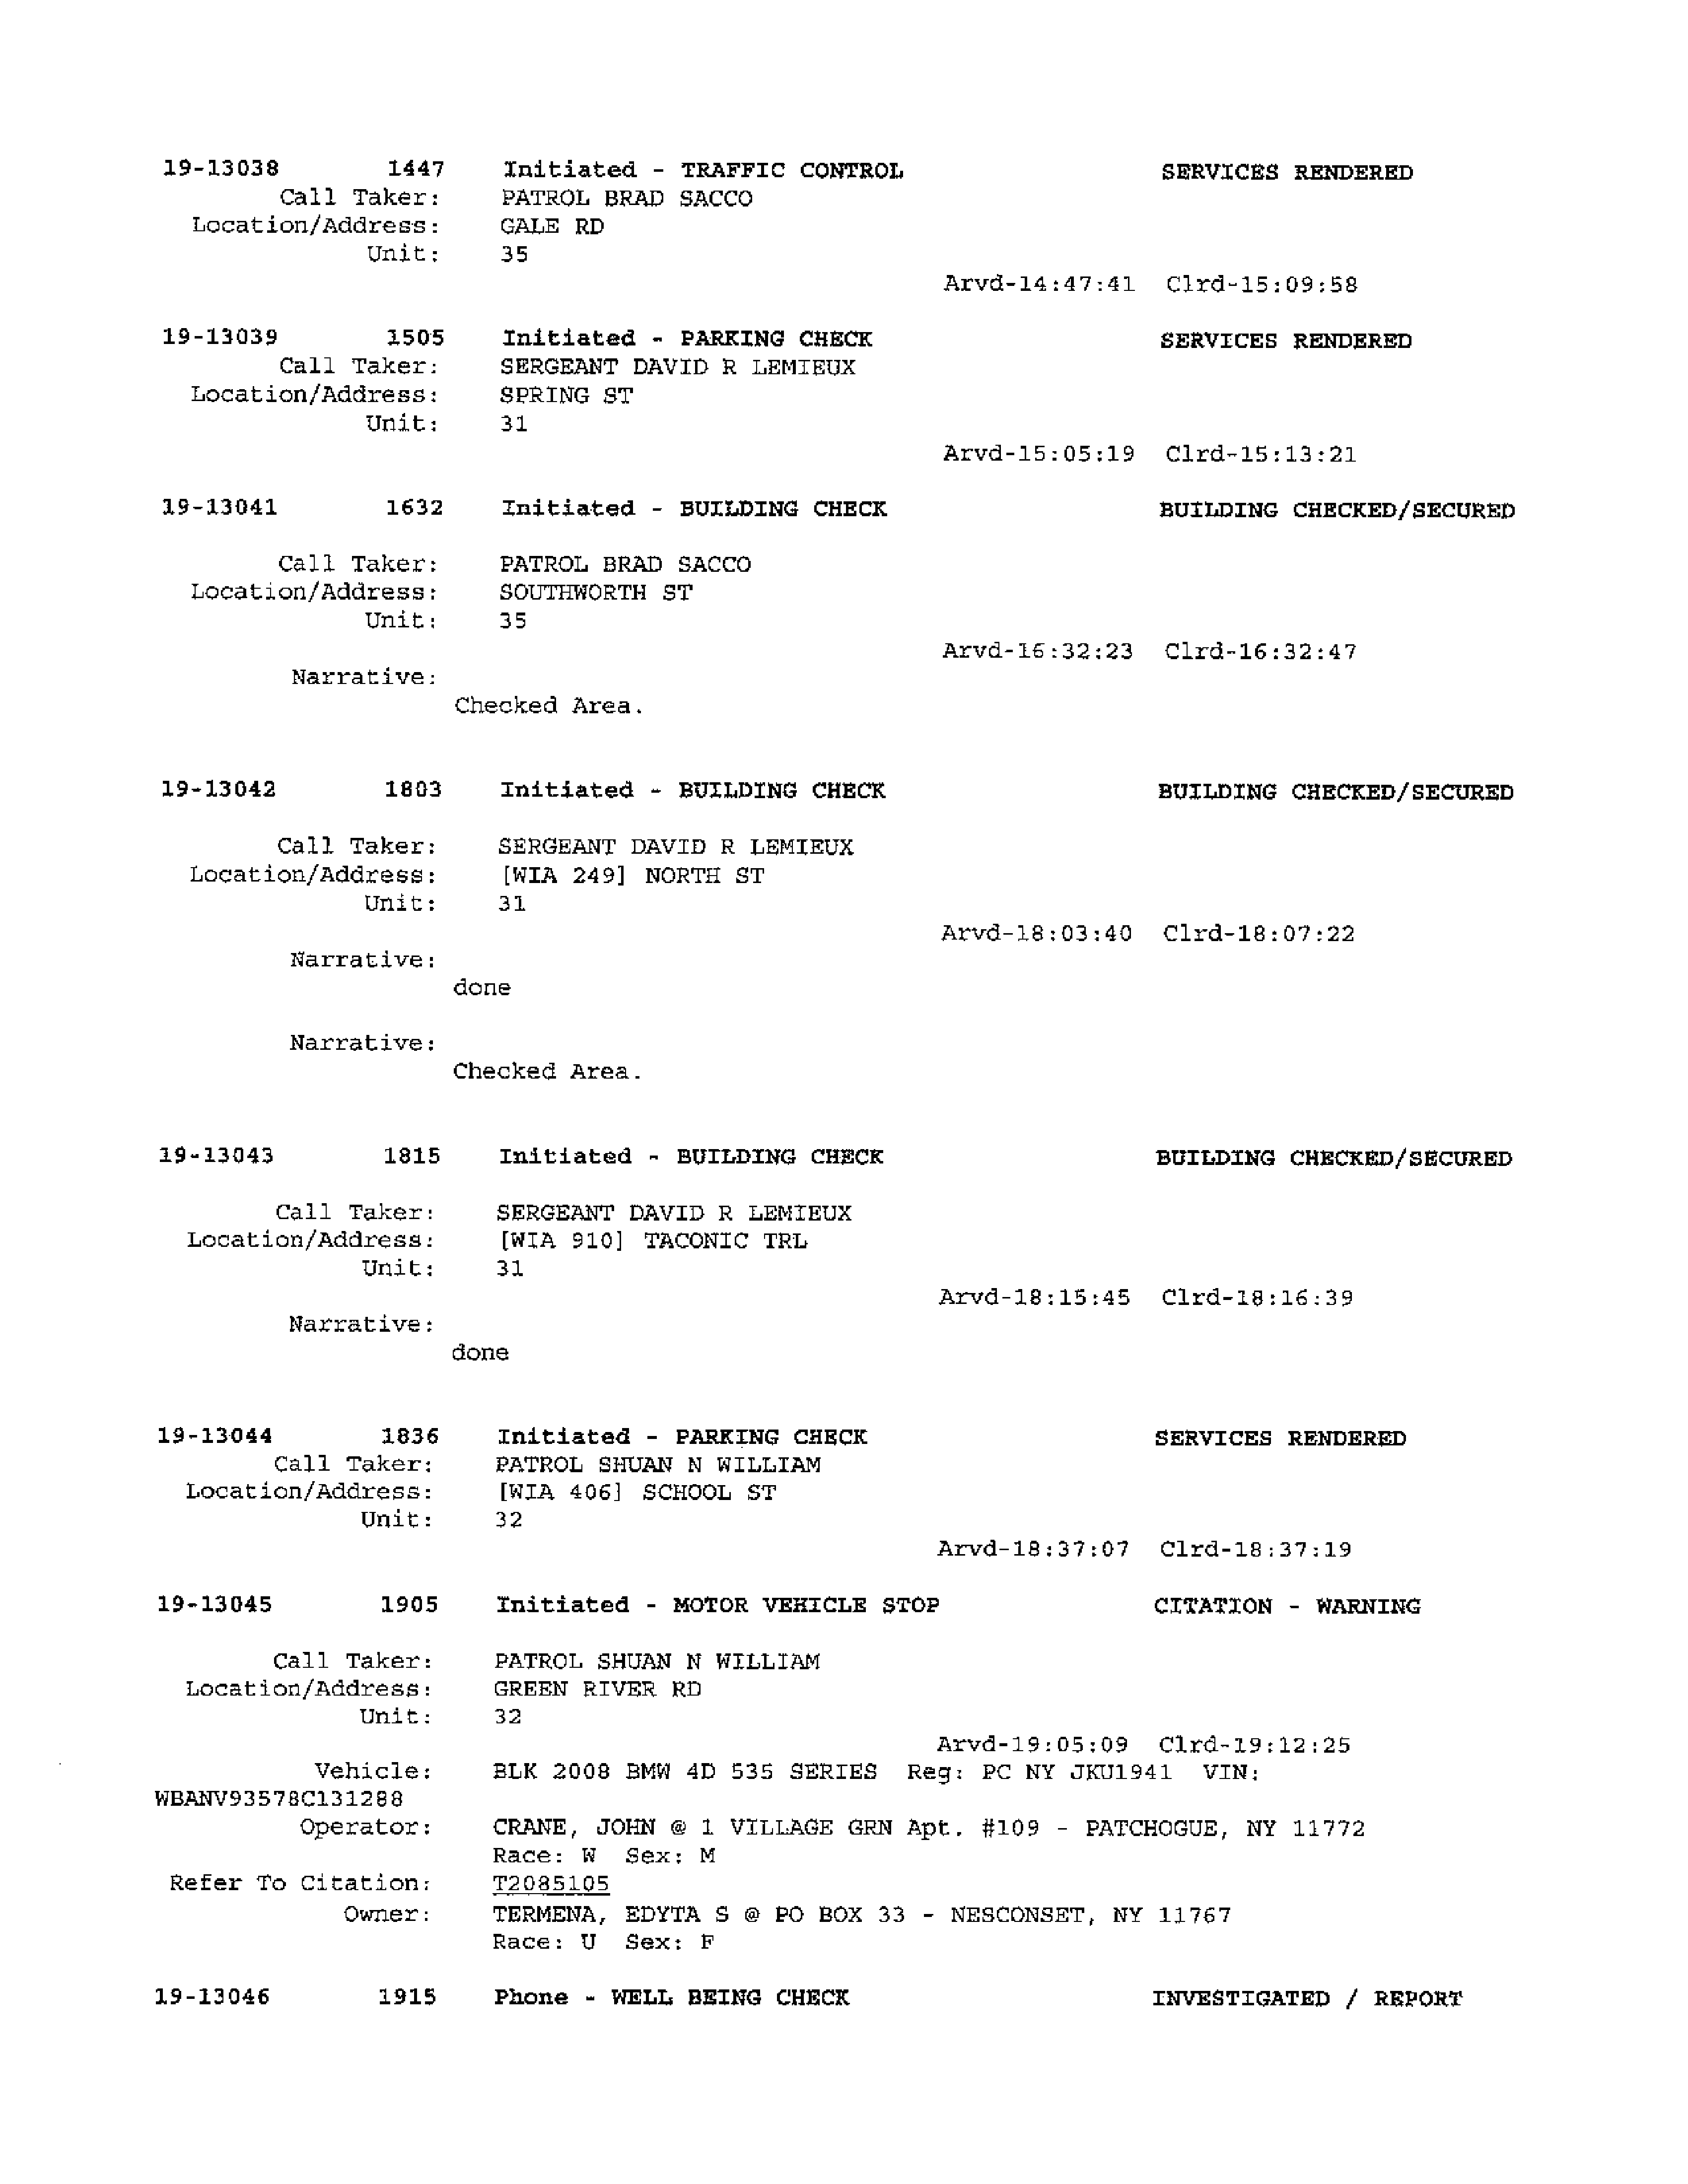 19-13038 1447 Initiated - TRAFFIC CONTROL SERVICES RENDERED
Call Taker: PATROL BRAD SACCO
Location/Address: GALE RD
Unit: 35
Arvd-14:47:41 Clrd-15:09:58
19-13039 1505 Initiated - PARKING CHECK SERVICES RENDERED
Call Taker: SERGEANT DAVID R LEMIEUX
Location/Address: SPRING ST
Unit: 31
Arvd-15:05:19 Clrd-15:13:21
19-13041 1632 Initiated - BUILDING CHECK BUILDING CHECKED/SECURED
Call Taker: PATROL BRAD SACCO
Location/Address: SOUTHWORTH ST
Unit: 35
Arvd-16:32:23 Clrd-16:32:47
Narrative:
Checked Area.
19-13042 1803 Initiated - BUILDING CHECK BUILDING CHECKED/SECURED
Call Taker: SERGEANT DAVID R LEMIEUX
Location/Address: [WIA 249] NORTH ST
Unit: 31
Arvd-18:03:40 Clrd-18:07:22
Narrative:
done
Narrative:
Checked Area.
19-13043 1815 Initiated - BUILDING CHECK BUILDING CHECKED/SECURED
Call Taker: SERGEANT DAVID R LEMIEUX
Location/Address: [WIA 910] TACONIC TRL
Unit: 31
Arvd-18:15:45 Clrd-18:16:39
Narrative:
done
19-13044 1836 Initiated - PARKING CHECK SERVICES RENDERED
Call Taker: PATROL SHUAN N WILLIAM
Location/Address: [WIA 406] SCHOOL ST
Unit: 32
Arvd-18:37:07 Clrd-18:37:19
19-13045 1905 Initiated - MOTOR VEHICLE STOP CITATION - WARNING
Call Taker: PATROL SHUAN N WILLIAM
Location/Address: GREEN RIVER RD
Unit: 32
Arvd-19:05:09 Clrd-19:12:25
Vehicle: BLK 2008 BMW 4D 535 SERIES Reg: PC NY JKU1941 VIN:
WBANV93578C131288
Operator: CRANE, JOHN @ 1 VILLAGE GRN Apt. #109 - PATCHOGUE, NY 11772
Race: W Sex: M
Refer To Citation: T2085105
Owner: TERMENA, EDYTA S @ PO BOX 33 - NESCONSET, NY 11767
Race: U Sex: F
19-13046 1915 Phone - WELL BEING CHECK INVESTIGATED / REPORT